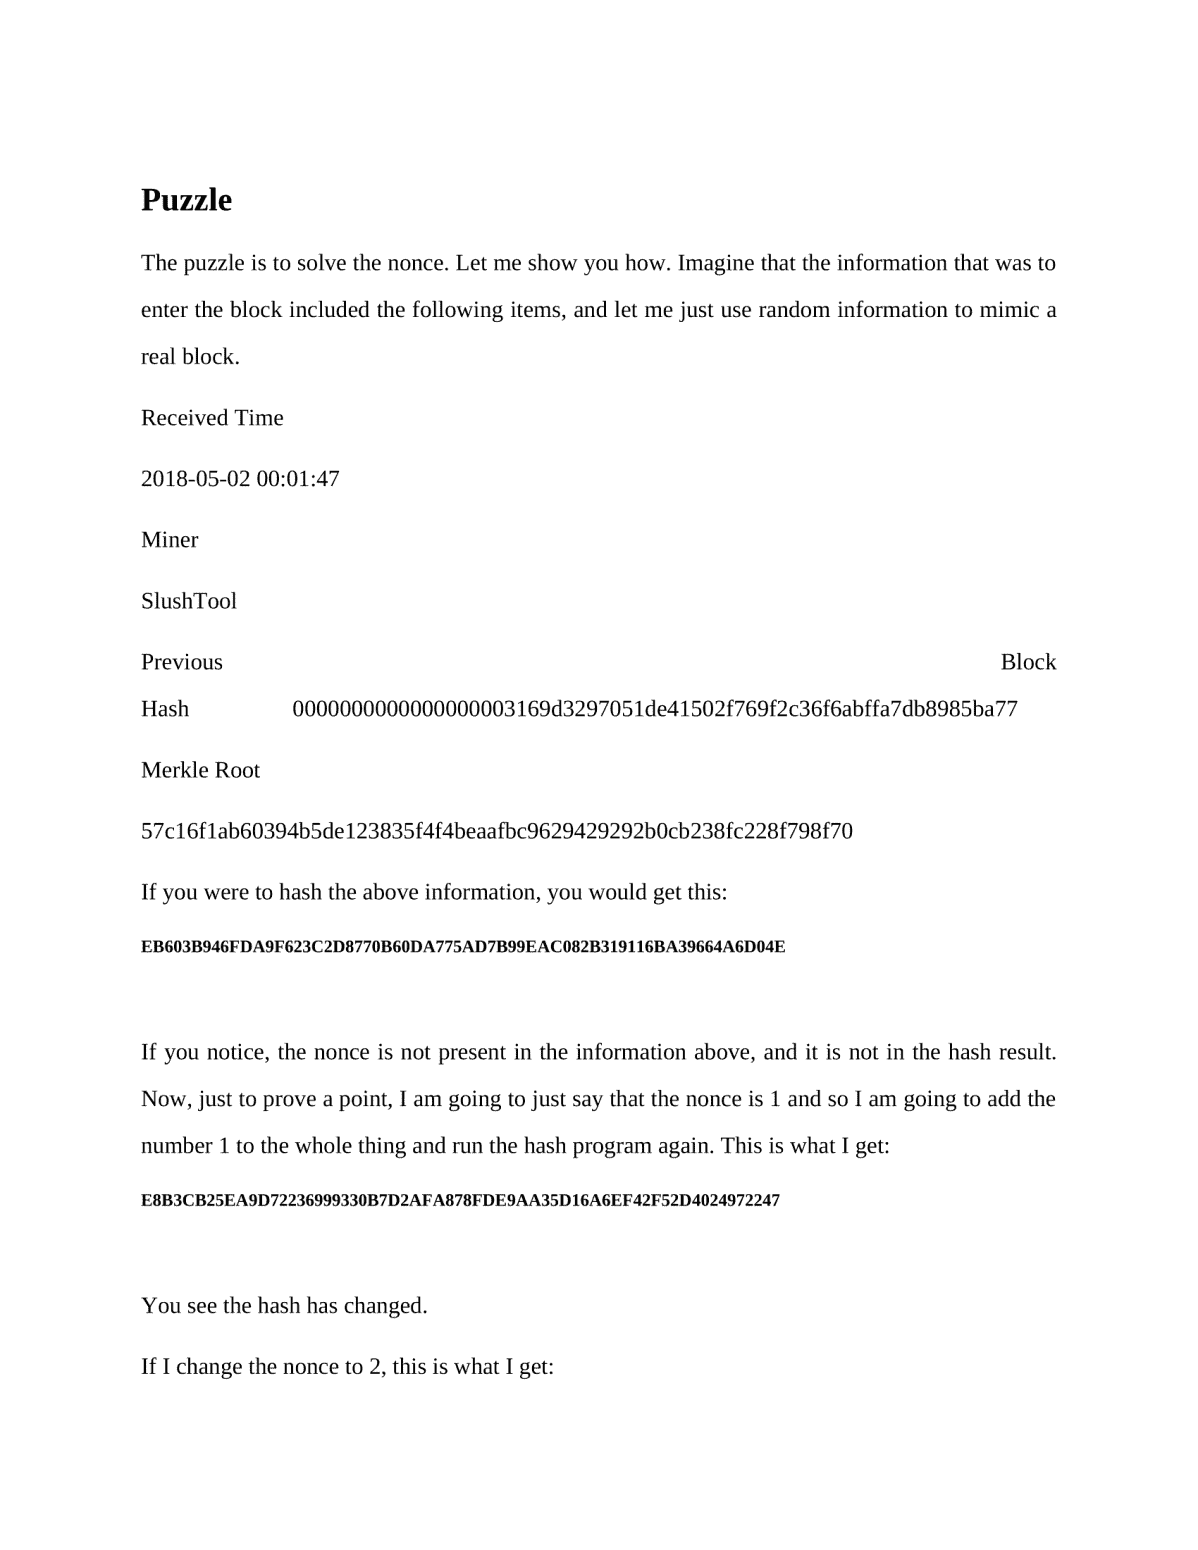 Puzzle
The puzzle is to solve the nonce. Let me show you how. Imagine that the information that was to
enter the block included the following items, and let me just use random information to mimic a
real block.
Received Time
2018-05-02 00:01:47
Miner
SlushTool
Previous Block
Hash 0000000000000000003169d3297051de41502f769f2c36f6abffa7db8985ba77
Merkle Root
57c16f1ab60394b5de123835f4f4beaafbc9629429292b0cb238fc228f798f70
If you were to hash the above information, you would get this:
EB603B946FDA9F623C2D8770B60DA775AD7B99EAC082B319116BA39664A6D04E
If you notice, the nonce is not present in the information above, and it is not in the hash result.
Now, just to prove a point, I am going to just say that the nonce is 1 and so I am going to add the
number 1 to the whole thing and run the hash program again. This is what I get:
E8B3CB25EA9D72236999330B7D2AFA878FDE9AA35D16A6EF42F52D4024972247
You see the hash has changed.
If I change the nonce to 2, this is what I get: